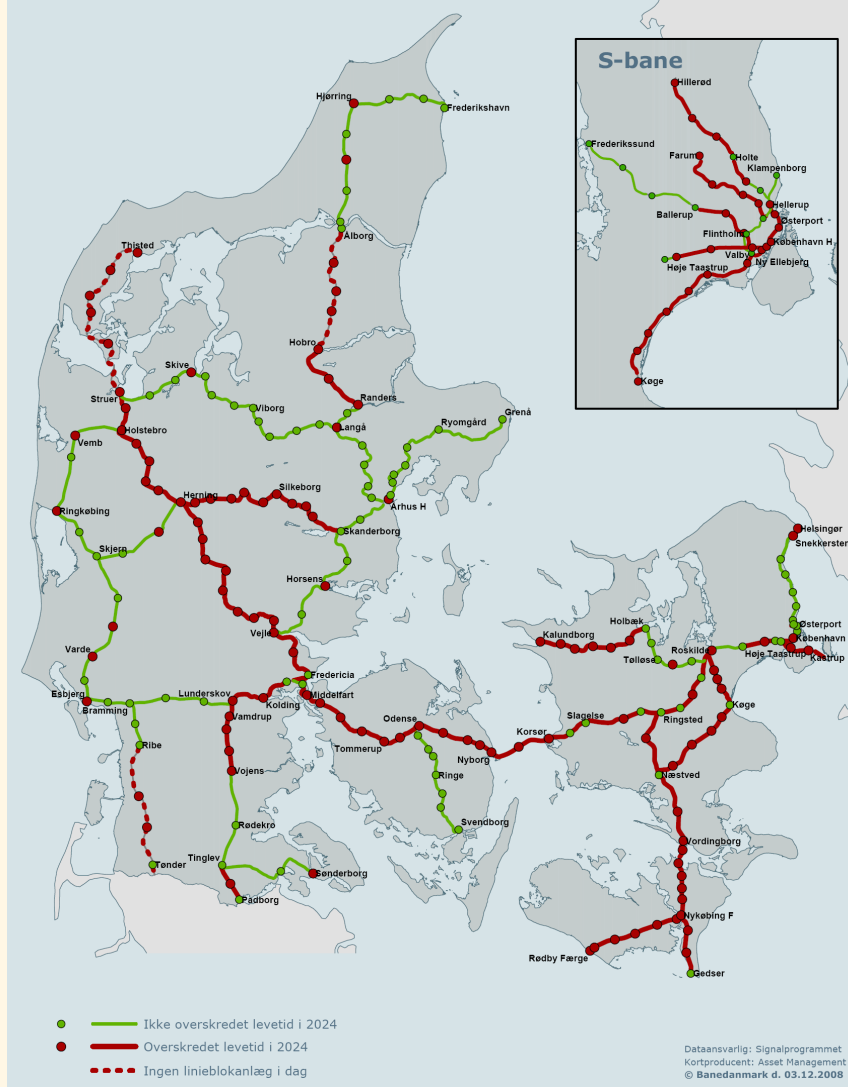 S-bane
Hillerød
Frederikssund
Farum
Holte
Klampenborg
Hellerup
Ballerup
Østerport
Flintholm
København H
Valby
Ny Ellebjerg
Høje Taastrup
Køge
Hjørring
Frederikshavn
Ålborg
Thisted
Hobro
Skive
Struer
Randers
Viborg
Grenå
Ryomgård
Langå
Holstebro
Vemb
Herning
Silkeborg
Århus H
Ringkøbing
Skanderborg
Skjern
Horsens
Vejle
Varde
Fredericia
Esbjerg
Lunderskov
Middelfart
Bramming
Kolding
Vamdrup
Odense
Ribe
Tommerup
Nyborg
Vojens
Ringe
Rødekro
Svendborg
Tinglev
Tønder
Sønderborg
Padborg
Helsingør
Snekkersten
Holbæk
Østerport
Kalundborg
København
Roskilde
Høje Taastrup
Kastrup
Tølløse
Køge
Slagelse
Ringsted
Korsør
Næstved
Vordingborg
Nykøbing F
Rødby Færge
Gedser
Ikke overskredet levetid i 2024
Overskredet levetid i 2024
Ingen linieblokanlæg i dag
Dataansvarlig: Signalprogrammet
Kortproducent: Asset Management
© Banedanmark d. 03.12.2008